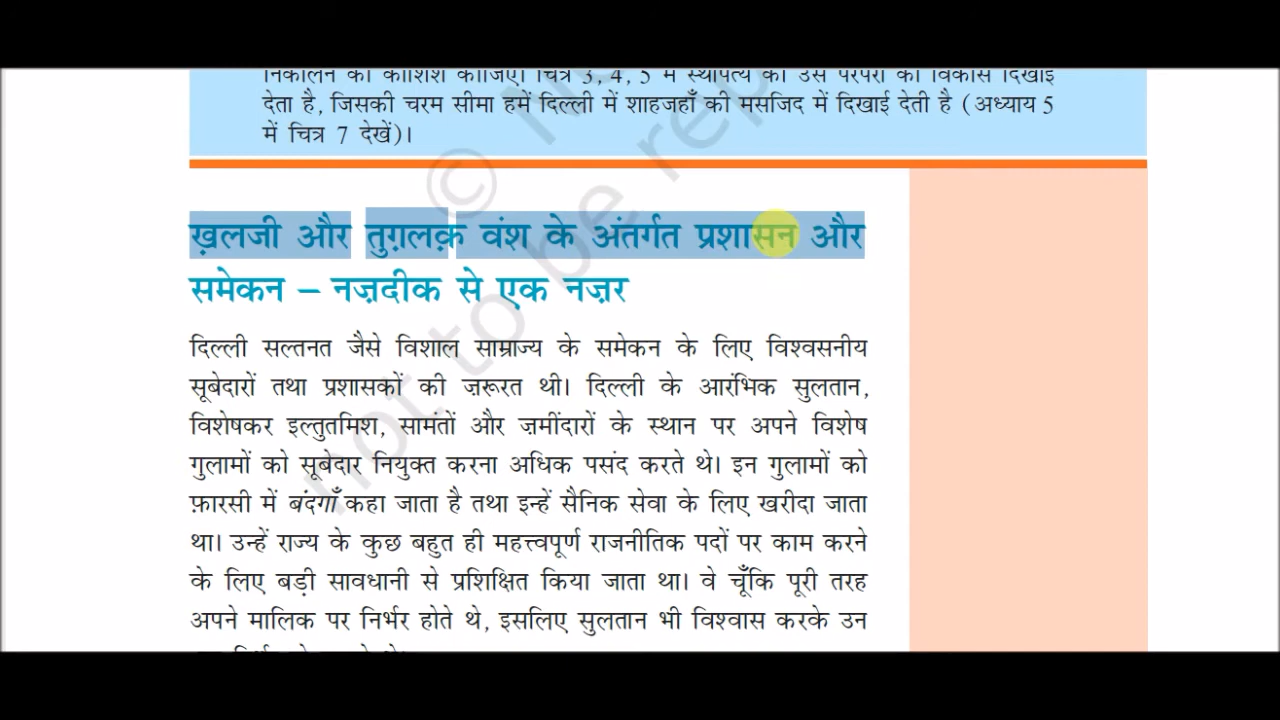 निकालने की कोशिश कीजिए। चित्र 3, 4, 5 में स्थापत्य की उस परंपरा का विकास दिखाई
देता है, जिसकी चरम सीमा हमें दिल्ली में शाहजहाँ की मसजिद में दिखाई देती है (अध्याय 5
में चित्र 7 देखें)।
ख़लजी और तुग़लक़ वंश के अंतर्गत प्रशासन और
समेकन – नज़दीक से एक नज़र
दिल्ली सल्तनत जैसे विशाल साम्राज्य के समेकन के लिए विश्वसनीय
सूबेदारों तथा प्रशासकों की ज़रूरत थी। दिल्ली के आरंभिक सुलतान,
विशेषकर इल्तुतमिश, सामंतों और ज़मींदारों के स्थान पर अपने विशेष
गुलामों को सूबेदार नियुक्त करना अधिक पसंद करते थे। इन गुलामों को
फ़ारसी में बंदगाँ कहा जाता है तथा इन्हें सैनिक सेवा के लिए खरीदा जाता
था। उन्हें राज्य के कुछ बहुत ही महत्त्वपूर्ण राजनीतिक पदों पर काम करने
के लिए बड़ी सावधानी से प्रशिक्षित किया जाता था। वे चूँकि पूरी तरह
अपने मालिक पर निर्भर होते थे, इसलिए सुलतान भी विश्वास करके उन
© N
not to be rep